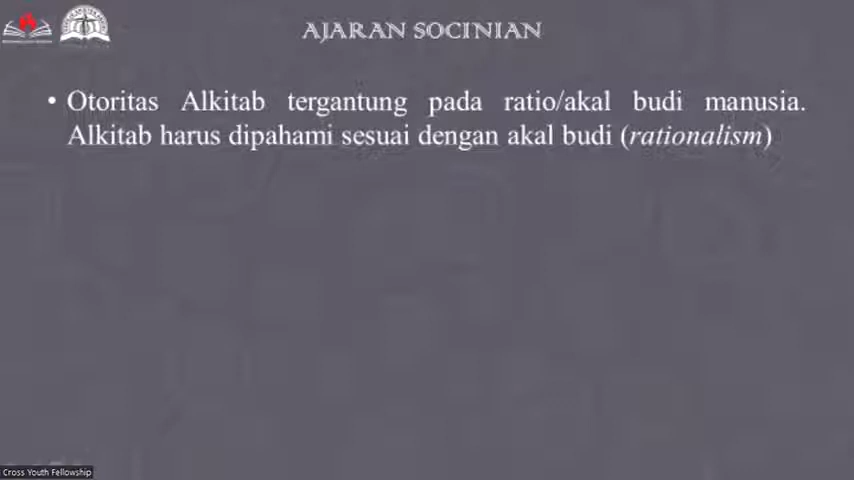 AJARAN SOCINIAN
• Otoritas Alkitab tergantung pada ratio/akal budi manusia.
Alkitab harus dipahami sesuai dengan akal budi (rationalism)
Cross Youth Fellowship